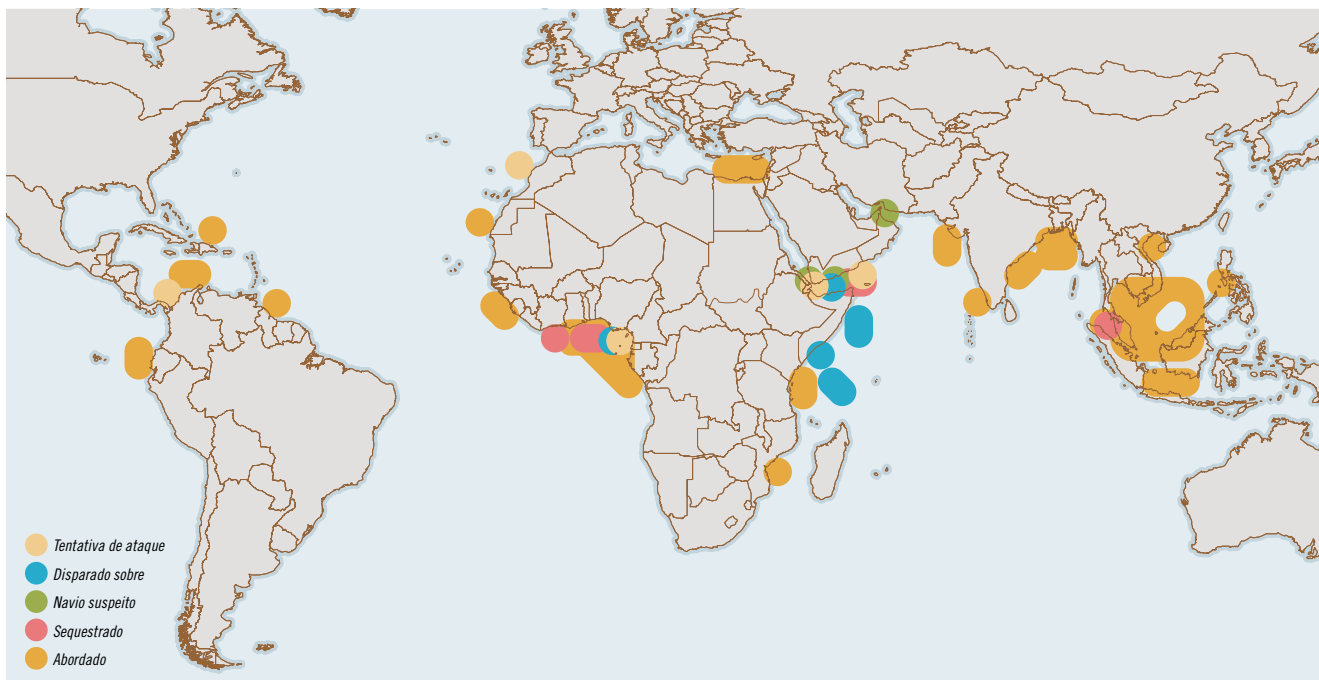 Tentativa de ataque
Disparado sobre
Navio suspeito
Sequestrado
Abordado